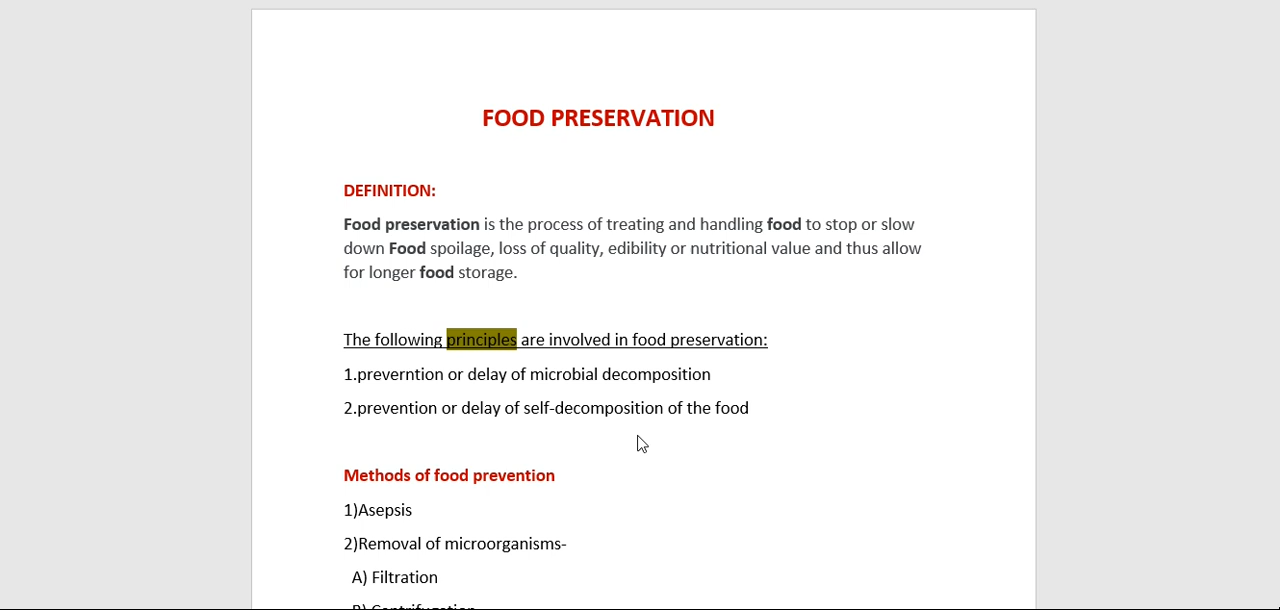 FOOD PRESERVATION
DEFINITION:
Food preservation is the process of treating and handling food to stop or slow
down Food spoilage, loss of quality, edibility or nutritional value and thus allow
for longer food storage.
The following principles are involved in food preservation:
1.preverntion or delay of microbial decomposition
2.prevention or delay of self-decomposition of the food
Methods of food prevention
1)Asepsis
2)Removal of microorganisms-
A) Filtration
B) Centrifugation